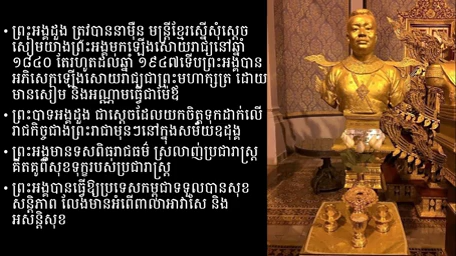 • ព្រះអង្គដួង ត្រូវបាននាម៉ឺន មន្ត្រីខ្មែរស្នើសុំស្តេច
សៀមយាងព្រះអង្គមកឡើងសោយរាជ្យនៅឆ្នាំ
១៨៤០ តែរហូតដល់ឆ្នាំ ១៩៤៧ទើបព្រះអង្គបាន
អភិសេកឡើងសោយរាជ្យជាព្រះមហាក្សត្រ ដោយ
មានសៀម និងអណ្ណាមធ្វើជាមេឪ
• ព្រះបាទអង្គដួង ជាស្តេចដែលយកចិត្តទុកដាក់លើ
រាជកិច្ចជាងព្រះរាជាមុនៗនៅក្នុងសម័យឧដុង្គ
• ព្រះអង្គមានទសពិធរាជធម៌ ស្រលាញ់ប្រជារាស្ត្រ
គិតគូពីសុខទុក្ខរបស់ប្រជារាស្ត្រ
• ព្រះអង្គបានធ្វើឱ្យប្រទេសកម្ពុជាទទួលបានសុខ
សន្តិភាព លែងមានអំពើពាលាអាវាសែ និង
អសន្តិសុខ